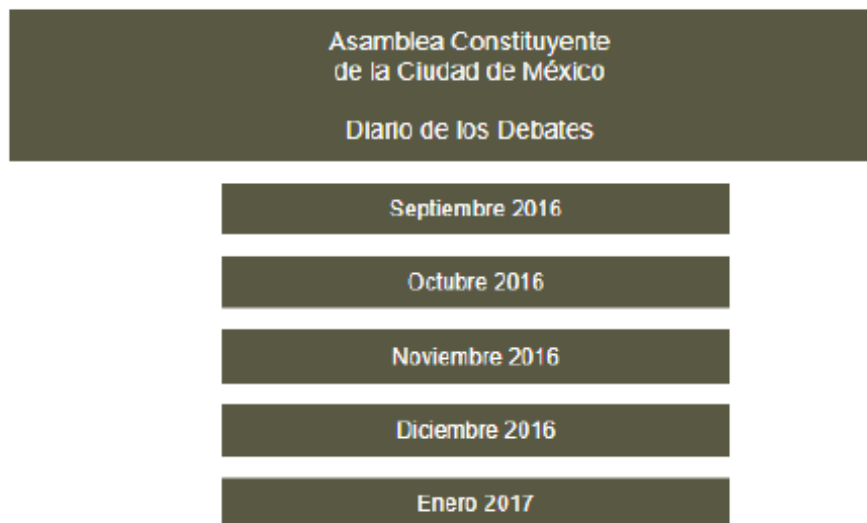 Asamblea Constituyente
de la Ciudad de México
Diario de los Debates
Septiembre 2016
Octubre 2016
Noviembre 2016
Diciembre 2016
Enero 2017